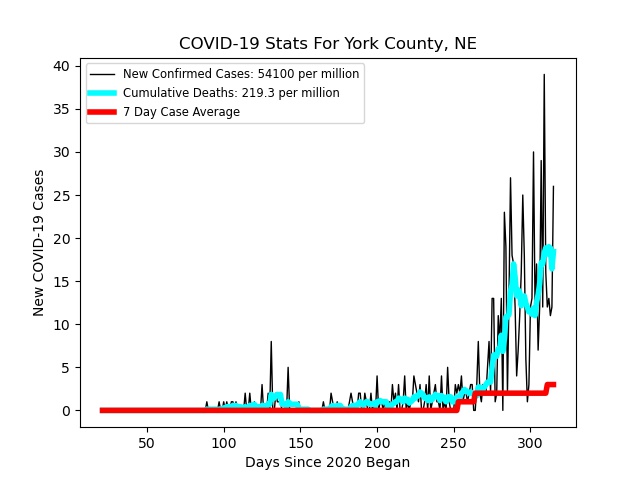 COVID-19 Stats For York County, NE
New Confirmed Cases: 54100 per million
Cumulative Deaths: 219.3 per million
7 Day Case Average
40
35
30
25
20
15
10
5
0
New COVID-19 Cases
50 100 150 200 250 300
Days Since 2020 Began